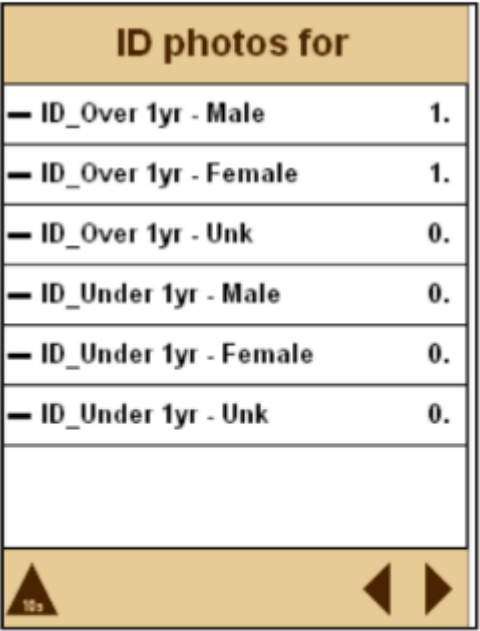 ID photos for
– ID_Over 1yr - Male 1.
– ID_Over 1yr - Female 1.
– ID_Over 1yr - Unk 0.
– ID_Under 1yr - Male 0.
– ID_Under 1yr - Female 0.
– ID_Under 1yr - Unk 0.